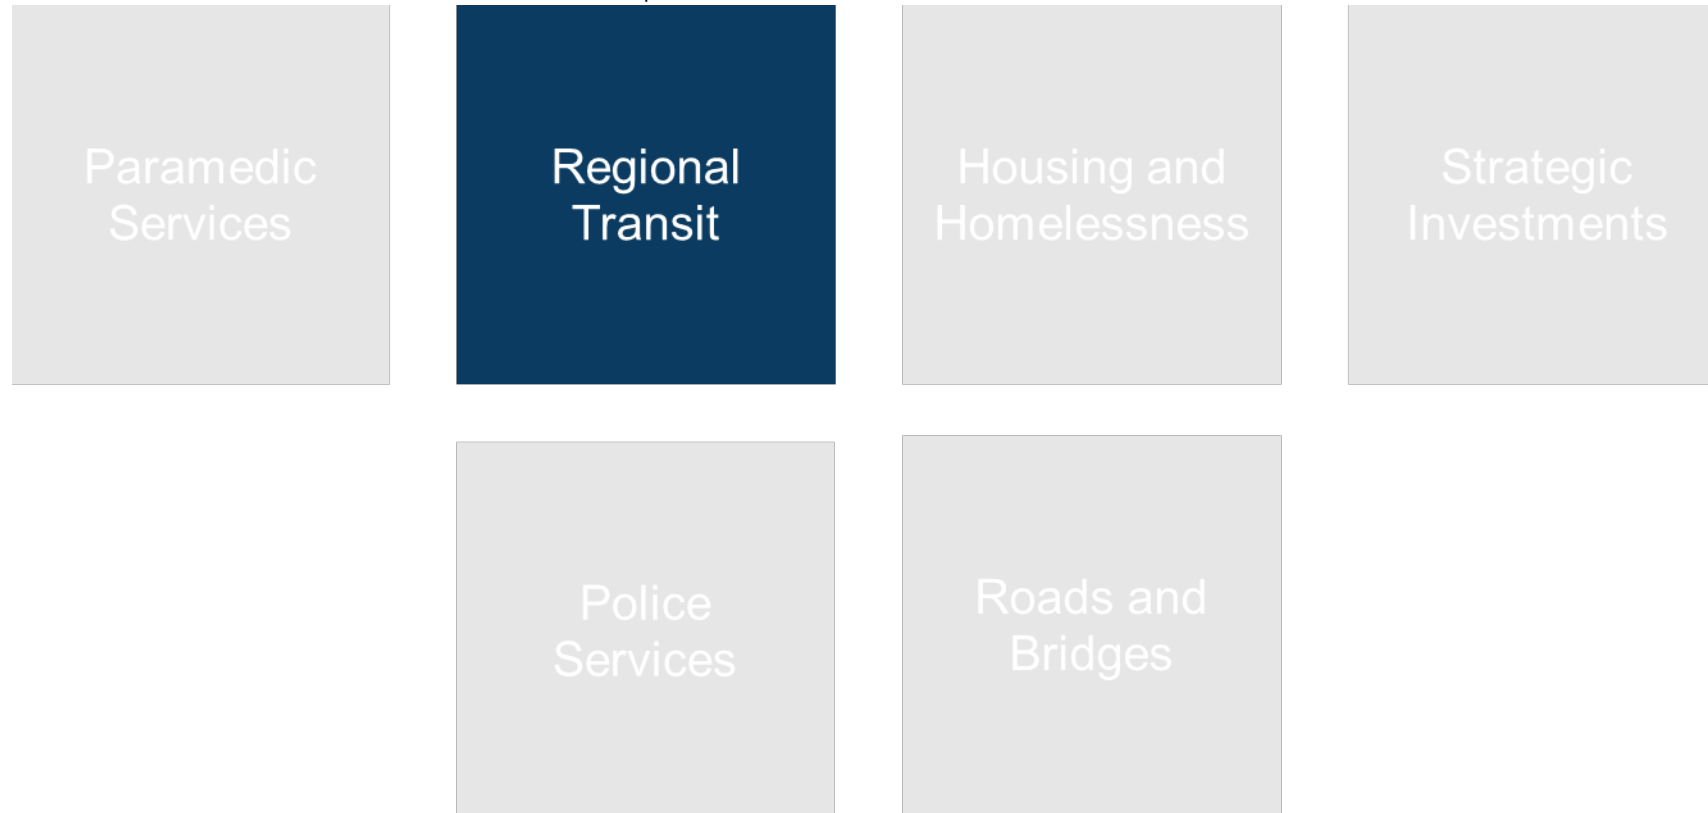 Paramedic
Services
Regional
Transit
Housing and
Homelessness
Strategic
Investments
Police
Services
Roads and
Bridges